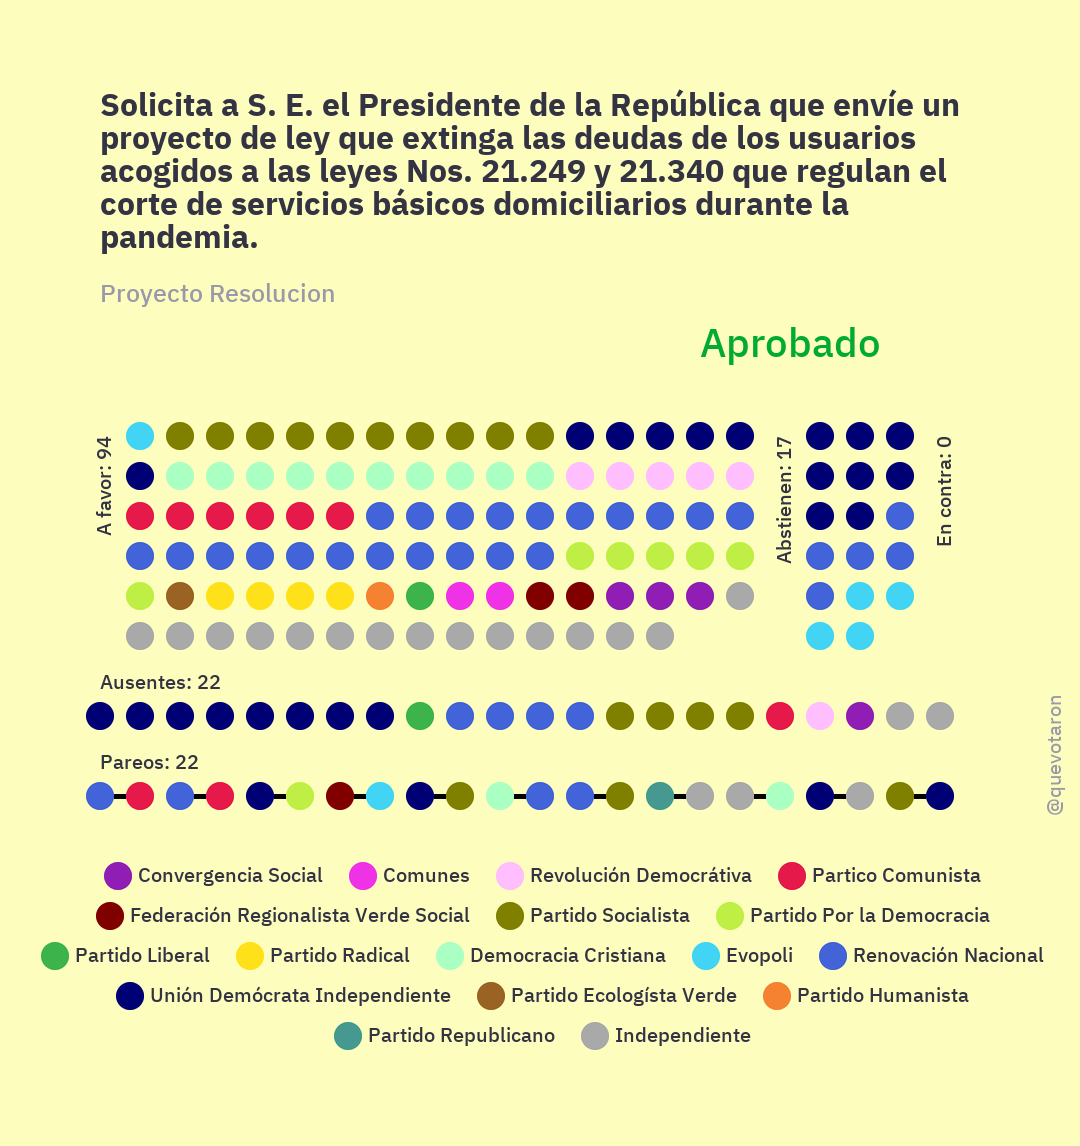 Solicita a S. E. el Presidente de la República que envíe un
proyecto de ley que extinga las deudas de los usuarios
acogidos a las leyes Nos. 21.249 y 21.340 que regulan el
corte de servicios básicos domiciliarios durante la
pandemia.
Proyecto Resolucion
Aprobado
A favor: 94
Abstienen: 17
En contra: 0
Ausentes: 22
Pareos: 22
@quevotaron
Convergencia Social Comunes Revolución Democrátiva Partico Comunista
Federación Regionalista Verde Social Partido Socialista Partido Por la Democracia
Partido Liberal Partido Radical Democracia Cristiana Evopoli Renovación Nacional
Unión Demócrata Independiente Partido Ecologísta Verde Partido Humanista
Partido Republicano Independiente